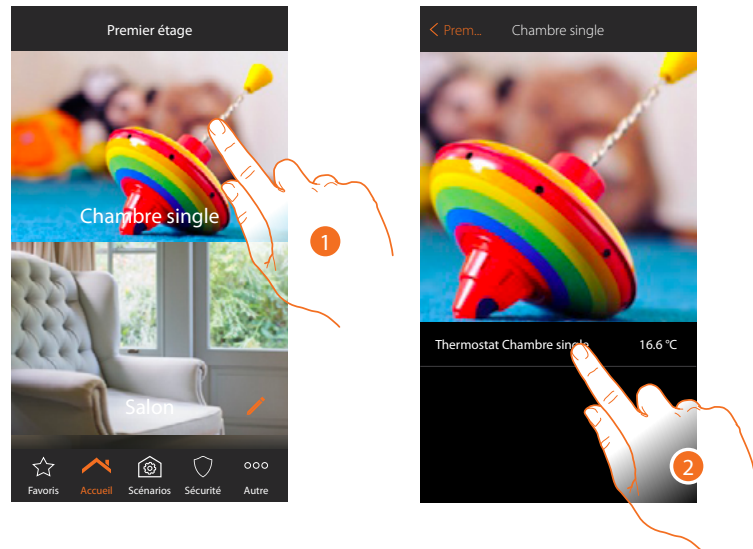 Premier étage
Chambre single
1
Salon
Favoris Accueil Scénarios Sécurité Autre
< Prem... Chambre single
Thermostat Chambre single 16.6 °C
2